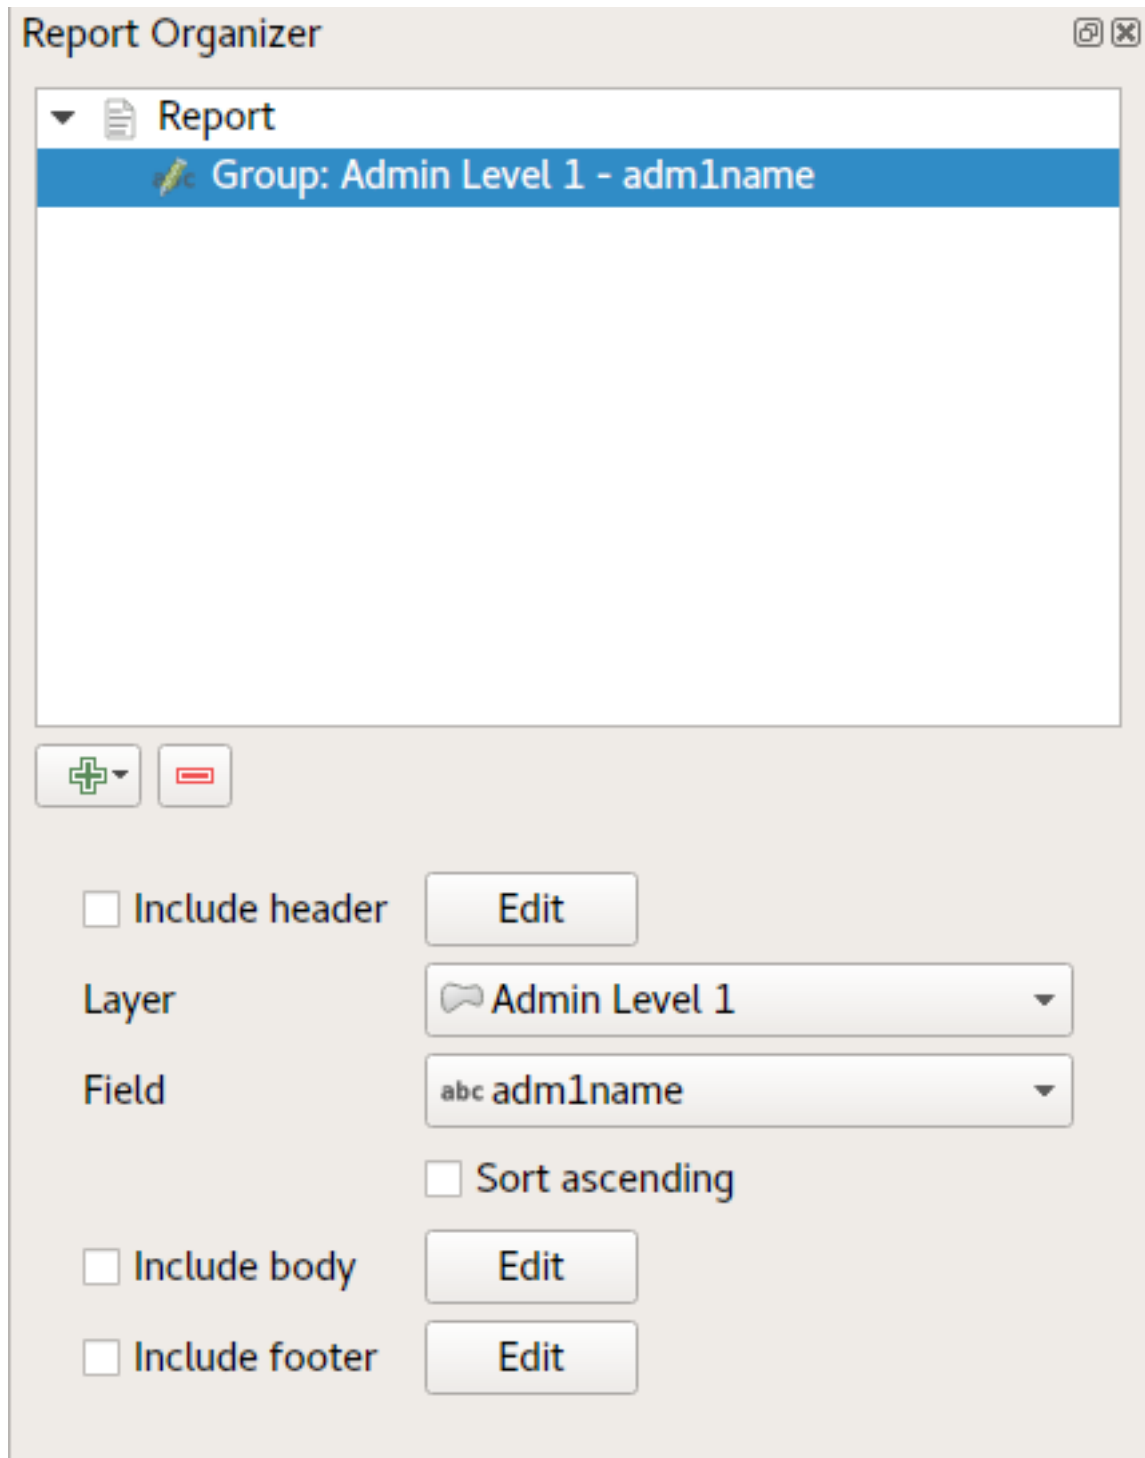 Report Organizer
Report
Group: Admin Level 1 - adm1name
Include header Edit
Layer Admin Level 1
Field abc adm1name
Sort ascending
Include body Edit
Include footer Edit